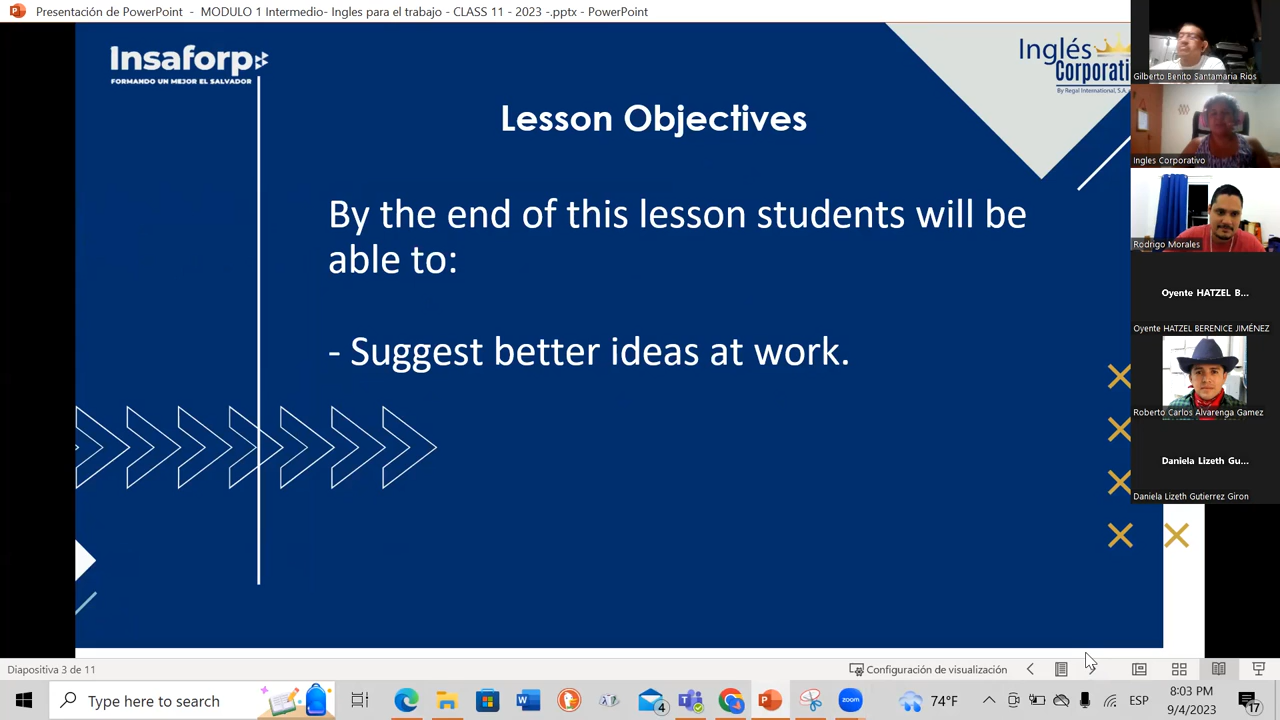 Presentación de PowerPoint - MODULO 1 Intermedio- Ingles para el trabajo - CLASS 11 - 2023 -.pptx - PowerPoint
Insaforp
FORMANDO UN MEJOR EL SALVADOR
Inglés
Corporati
By Regal International, S.A.
Lesson Objectives
By the end of this lesson students will be
able to:
- Suggest better ideas at work.
Gilberto Benito Santamaria Rios
Ingles Corporativo
Rodrigo Morales
Oyente HATZEL B...
Oyente HATZEL BERENICE JIMÉNEZ
Roberto Carlos Alvarenga Gamez
Daniela Lizeth Gu...
Daniela Lizeth Gutierrez Giron
Diapositiva 3 de 11
Configuración de visualización
Type here to search
4
zoom
74°F
ESP
8:03 PM
9/4/2023
17